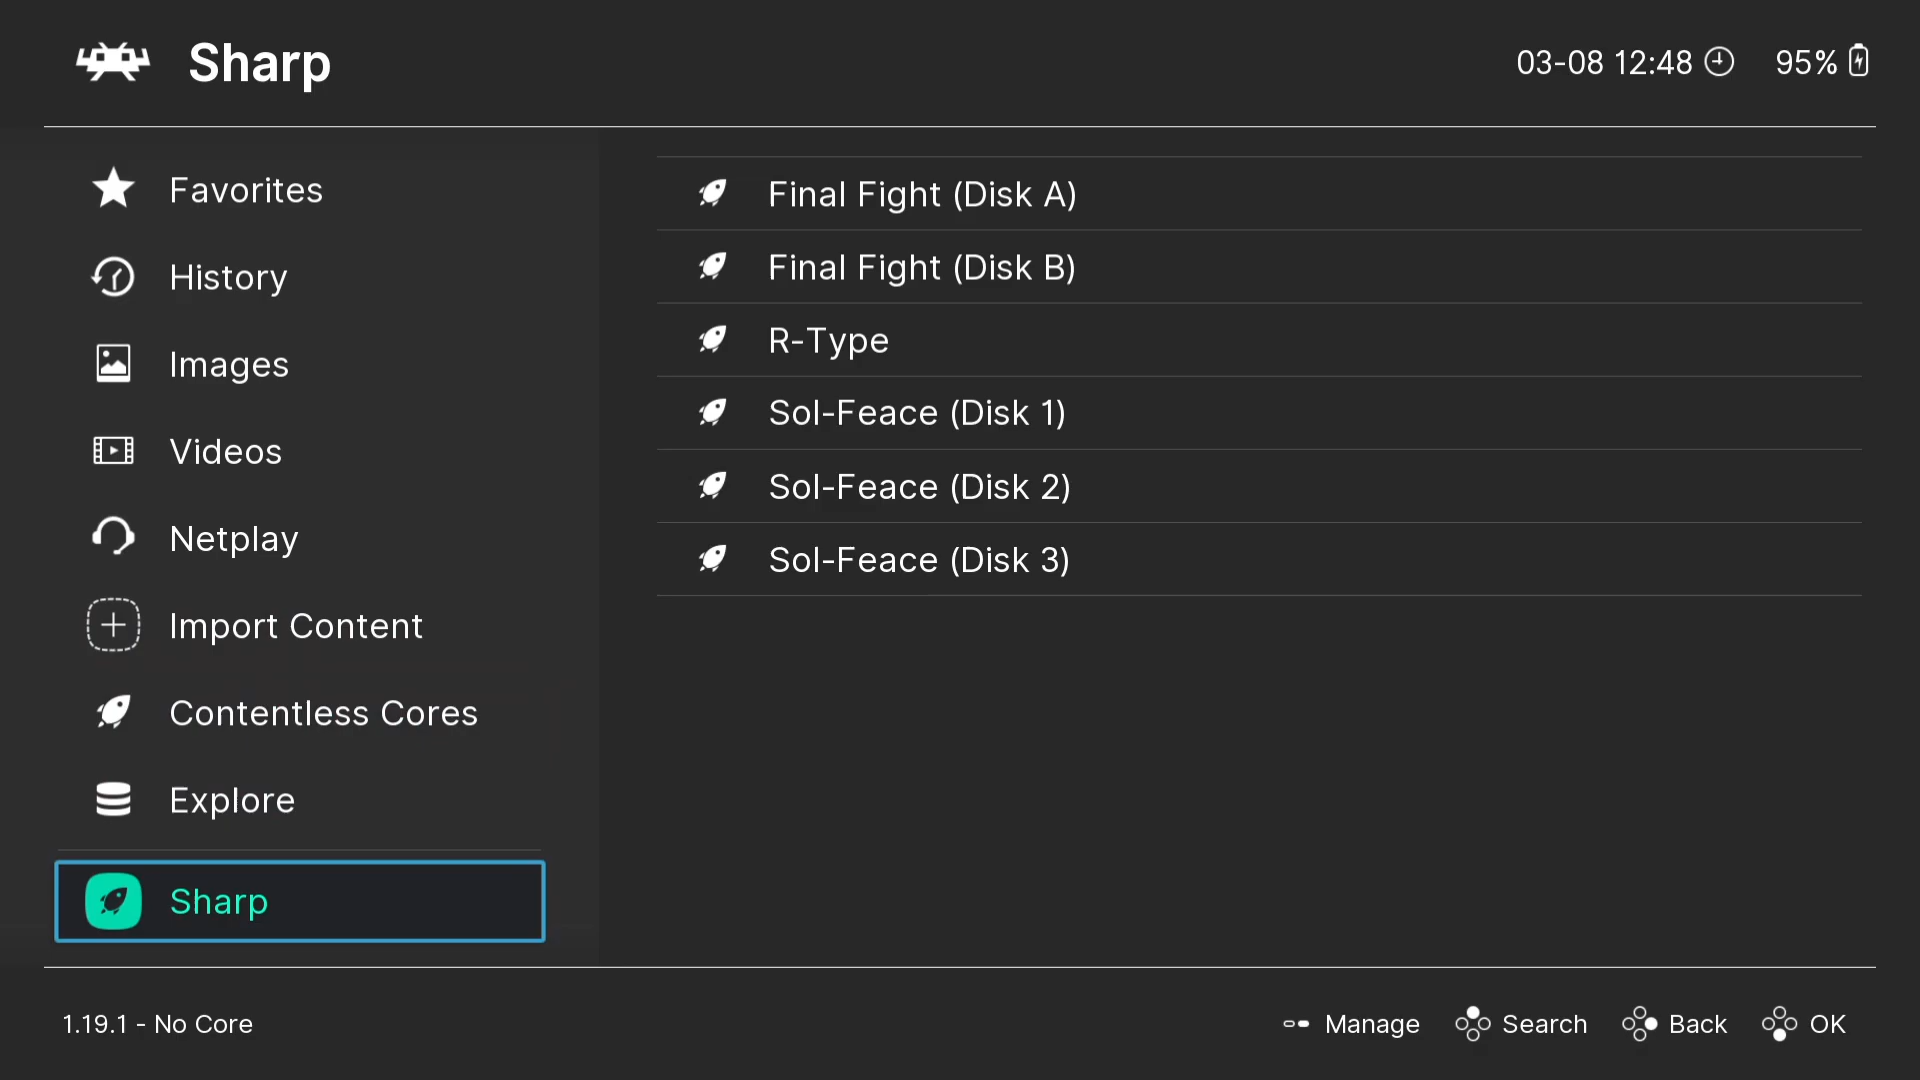 Sharp
03-08 12:48
95%
Favorites
History
Images
Videos
Netplay
Import Content
Contentless Cores
Explore
Sharp
Final Fight (Disk A)
Final Fight (Disk B)
R-Type
Sol-Feace (Disk 1)
Sol-Feace (Disk 2)
Sol-Feace (Disk 3)
1.19.1 - No Core
Manage
Search
Back
OK